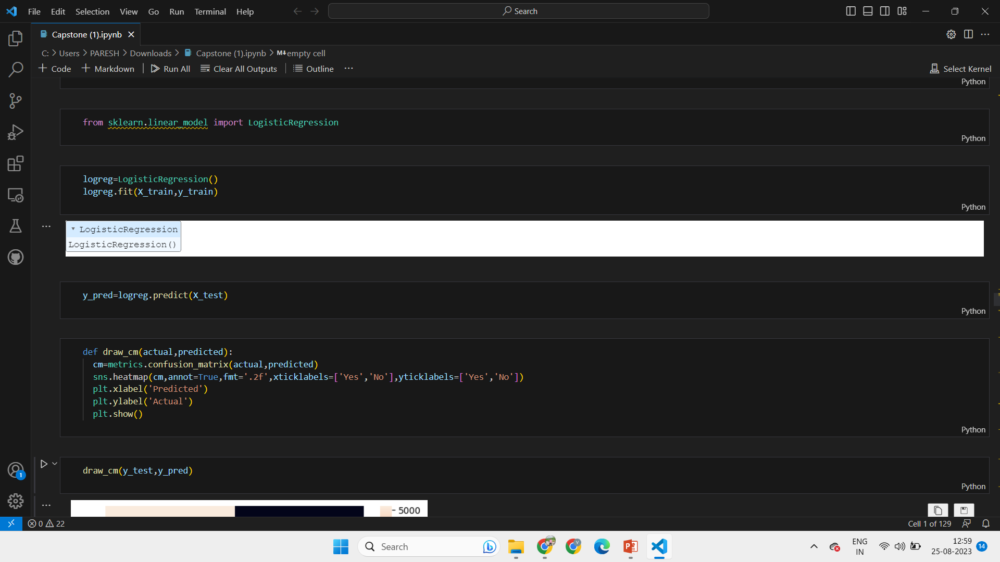 File Edit Selection View Go Run Terminal Help
Search
Capstone (1).ipynb
C: > Users > PARESH > Downloads > Capstone (1).ipynb > M↓empty cell
+ Code + Markdown | Run All Clear All Outputs | Outline ...
Select Kernel
Python
from sklearn.linear_model import LogisticRegression
Python
logreg=LogisticRegression()
logreg.fit(X_train,y_train)
Python
...
▾ LogisticRegression
LogisticRegression()
y_pred=logreg.predict(X_test)
Python
def draw_cm(actual,predicted):
cm=metrics.confusion_matrix(actual,predicted)
sns.heatmap(cm,annot=True,fmt='.2f',xticklabels=['Yes','No'],yticklabels=['Yes','No'])
plt.xlabel('Predicted')
plt.ylabel('Actual')
plt.show()
Python
draw_cm(y_test,y_pred)
Python
...
5000
1
0 22
Cell 1 of 129
Search
V
P
ENG
IN
12:59
25-08-2023
14